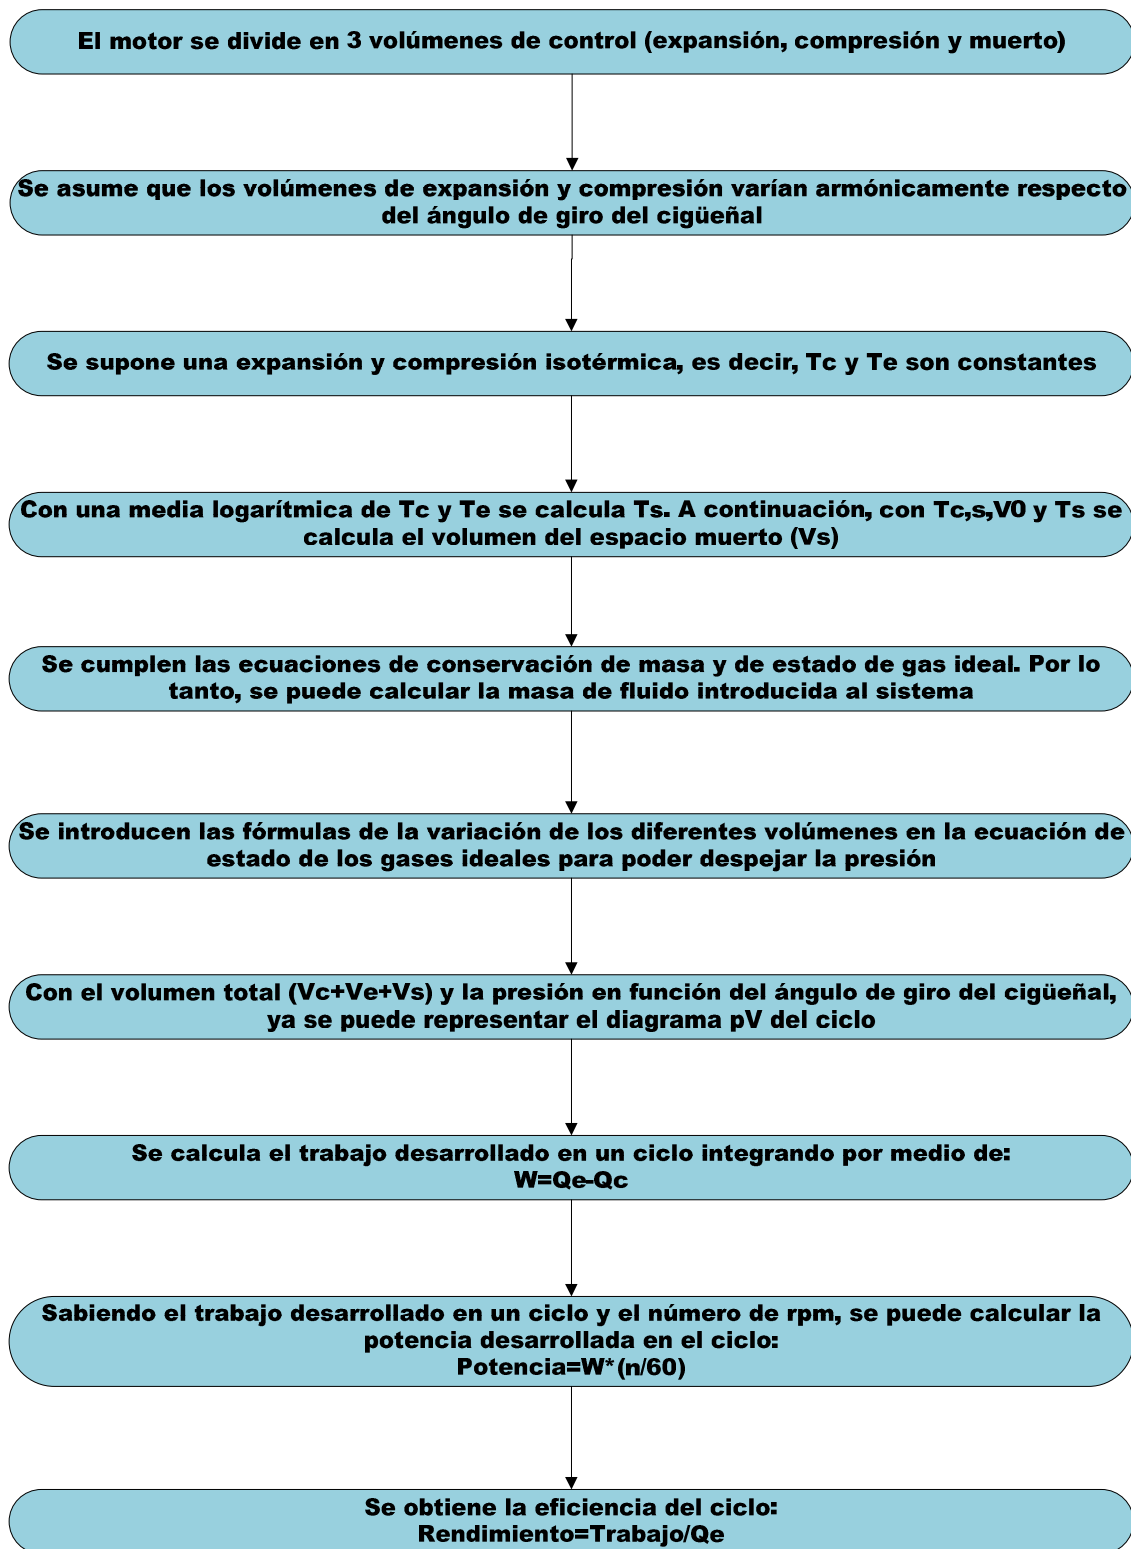 El motor se divide en 3 volúmenes de control (expansión, compresión y muerto)
Se asume que los volúmenes de expansión y compresión varían armónicamente respecto
del ángulo de giro del cigüeñal
Se supone una expansión y compresión isotérmica, es decir, Tc y Te son constantes
Con una media logarítmica de Tc y Te se calcula Ts. A continuación, con Tc,s,V0 y Ts se
calcula el volumen del espacio muerto (Vs)
Se cumplen las ecuaciones de conservación de masa y de estado de gas ideal. Por lo
tanto, se puede calcular la masa de fluido introducida al sistema
Se introducen las fórmulas de la variación de los diferentes volúmenes en la ecuación de
estado de los gases ideales para poder despejar la presión
Con el volumen total (Vc+Ve+Vs) y la presión en función del ángulo de giro del cigüeñal,
ya se puede representar el diagrama pV del ciclo
Se calcula el trabajo desarrollado en un ciclo integrando por medio de:
W=Qe-Qc
Sabiendo el trabajo desarrollado en un ciclo y el número de rpm, se puede calcular la
potencia desarrollada en el ciclo:
Potencia=W*(n/60)
Se obtiene la eficiencia del ciclo:
Rendimiento=Trabajo/Qe